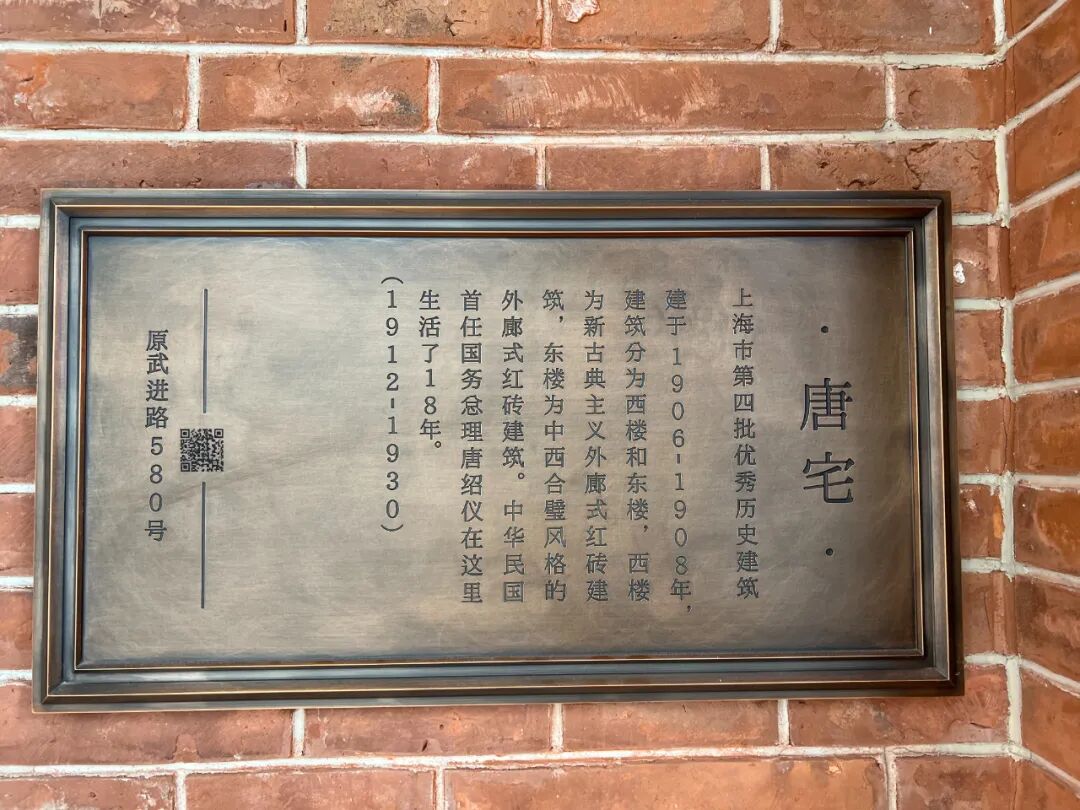 ·唐宅·
上海市第四批优秀历史建筑
建于1906-1908年，
建筑分为西楼和东楼，西楼
为新古典主义外廊式红砖建
筑，东楼为中西合璧风格的
外廊式红砖建筑。中华民国
首任国务总理唐绍仪在这里
生活了18年。
（1912-1930）
原武进路580号